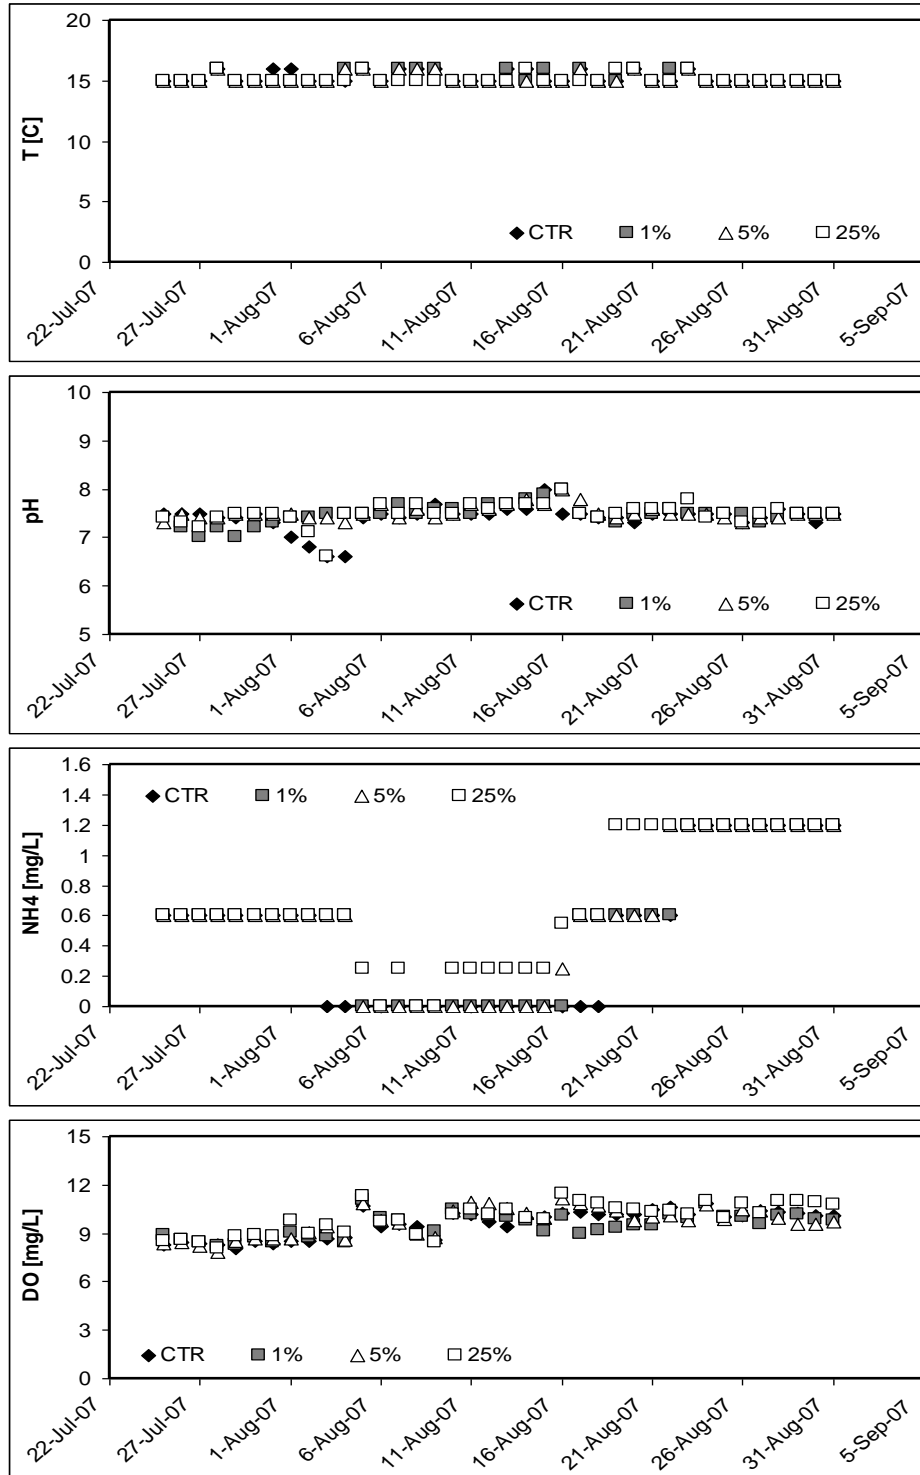 20
15
10
5
0
T [C]
CTR 1% 5% 25%
22-Jul-07 27-Jul-07 1-Aug-07 6-Aug-07 11-Aug-07 16-Aug-07 21-Aug-07 26-Aug-07 31-Aug-07 5-Sep-07
10
9
8
7
6
5
pH
CTR 1% 5% 25%
22-Jul-07 27-Jul-07 1-Aug-07 6-Aug-07 11-Aug-07 16-Aug-07 21-Aug-07 26-Aug-07 31-Aug-07 5-Sep-07
1.6
1.4
1.2
1
0.8
0.6
0.4
0.2
0
NH4 [mg/L]
CTR 1% 5% 25%
22-Jul-07 27-Jul-07 1-Aug-07 6-Aug-07 11-Aug-07 16-Aug-07 21-Aug-07 26-Aug-07 31-Aug-07 5-Sep-07
15
12
9
6
3
0
DO [mg/L]
CTR 1% 5% 25%
22-Jul-07 27-Jul-07 1-Aug-07 6-Aug-07 11-Aug-07 16-Aug-07 21-Aug-07 26-Aug-07 31-Aug-07 5-Sep-07